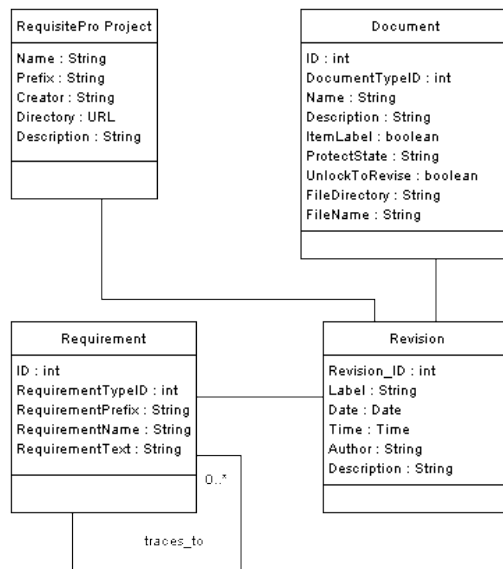 RequisitePro Project
Name : String
Prefix : String
Creator : String
Directory : URL
Description : String
Document
ID : int
DocumentTypeID : int
Name : String
Description : String
ItemLabel : boolean
ProtectState : String
UnlockToRevise : boolean
FileDirectory : String
FileName : String
Requirement
ID : int
RequirementTypeID : int
RequirementPrefix : String
RequirementName : String
RequirementText : String
Revision
Revision_ID : int
Label : String
Date : Date
Time : Time
Author : String
Description : String
0..*
traces_to